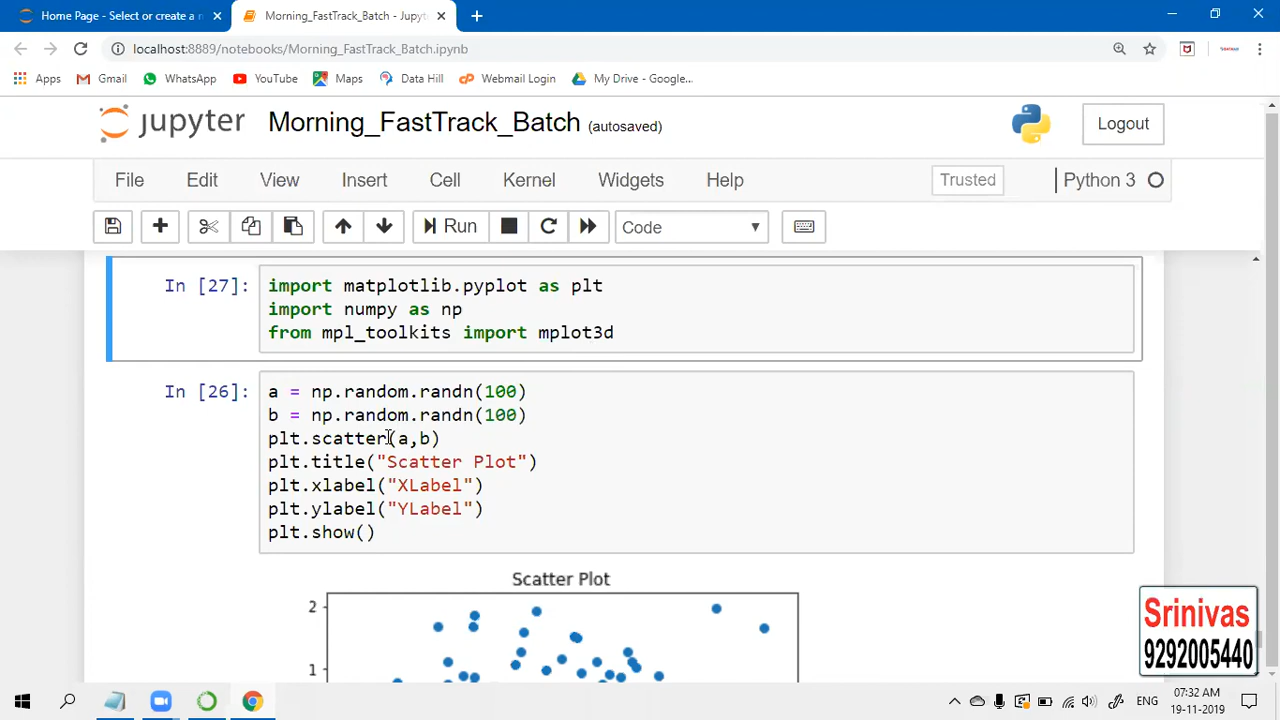 Home Page - Select or create a n
Morning_FastTrack_Batch - Jupyt
localhost:8889/notebooks/Morning_FastTrack_Batch.ipynb
Apps
Gmail
WhatsApp
YouTube
Maps
Data Hill
Webmail Login
My Drive - Google...
jupyter
Morning_FastTrack_Batch (autosaved)
Logout
File
Edit
View
Insert
Cell
Kernel
Widgets
Help
Trusted
Python 3
Run
Code
In [27]:
import matplotlib.pyplot as plt
import numpy as np
from mpl_toolkits import mplot3d
In [26]:
a = np.random.randn(100)
b = np.random.randn(100)
plt.scatter(a,b)
plt.title("Scatter Plot")
plt.xlabel("XLabel")
plt.ylabel("YLabel")
plt.show()
Scatter Plot
2
1
Srinivas
9292005440
ENG
07:32 AM
19-11-2019